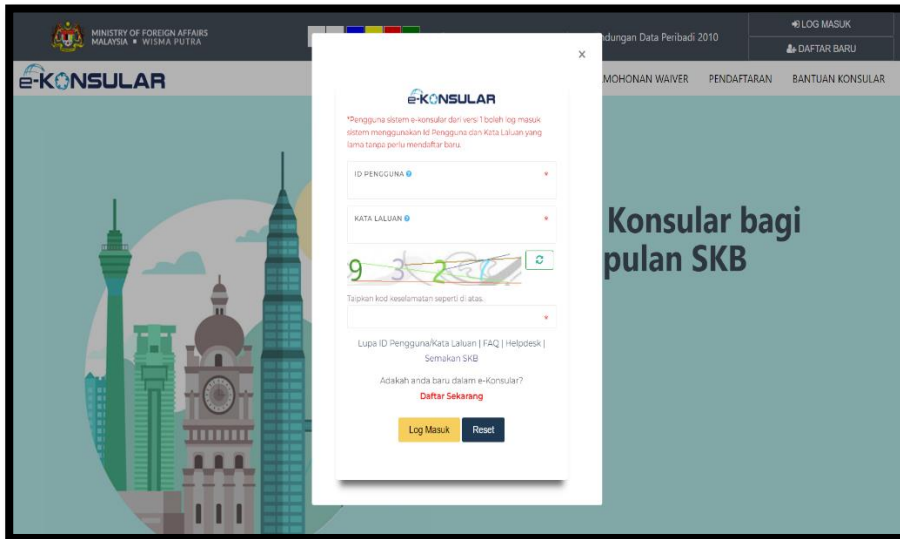 MINISTRY OF FOREIGN AFFAIRS
MALAYSIA ▪ WISMA PUTRA
ndungan Data Peribadi 2010
LOG MASUK
DAFTAR BARU
e-KONSULAR
MOHONAN WAIVER PENDAFTARAN BANTUAN KONSULAR
Konsular bagi
pulan SKB
×
e-KONSULAR
*Pengguna sistem e-konsular dari versi 1 boleh log masuk
sistem menggunakan Id Pengguna dan Kata Laluan yang
lama tanpa perlu mendaftar baru.
ID PENGGUNA *
KATA LALUAN *
Taipkan kod keselamatan seperti di atas.
*
Lupa ID Pengguna/Kata Laluan | FAQ | Helpdesk |
Semakan SKB
Adakah anda baru dalam e-Konsular?
Daftar Sekarang
Log Masuk Reset